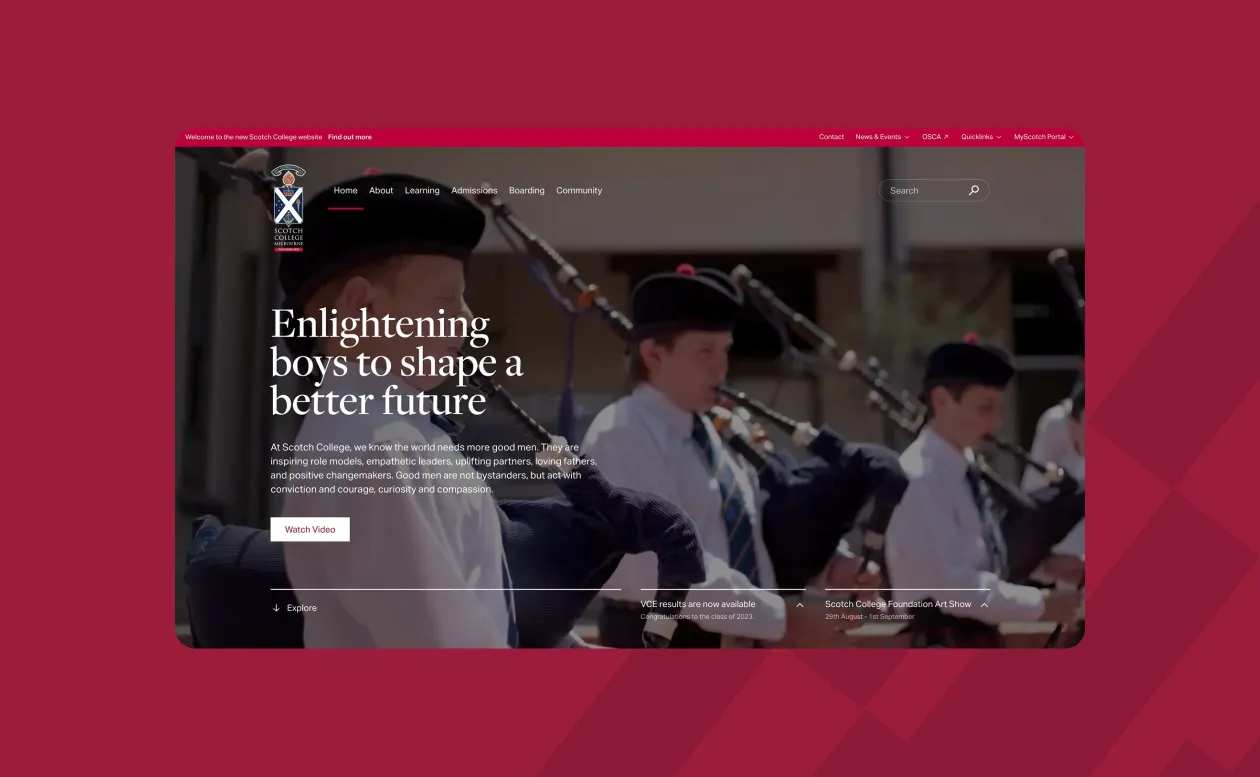 Welcome to the new Scotch College website Find out more
Contact News & Events OSCA Quicklinks MyScotch Portal
SCOTCH
COLLEGE
MELBOURNE
Home About Learning Admissions Boarding Community
Search
Enlightening
boys to shape a
better future
At Scotch College, we know the world needs more good men. They are
inspiring role models, empathetic leaders, uplifting partners, loving fathers,
and positive changemakers. Good men are not bystanders, but act with
conviction and courage, curiosity and compassion.
Watch Video
Explore
VCE results are now available
Congratulations to the class of 2023.
Scotch College Foundation Art Show
29th August - 1st September